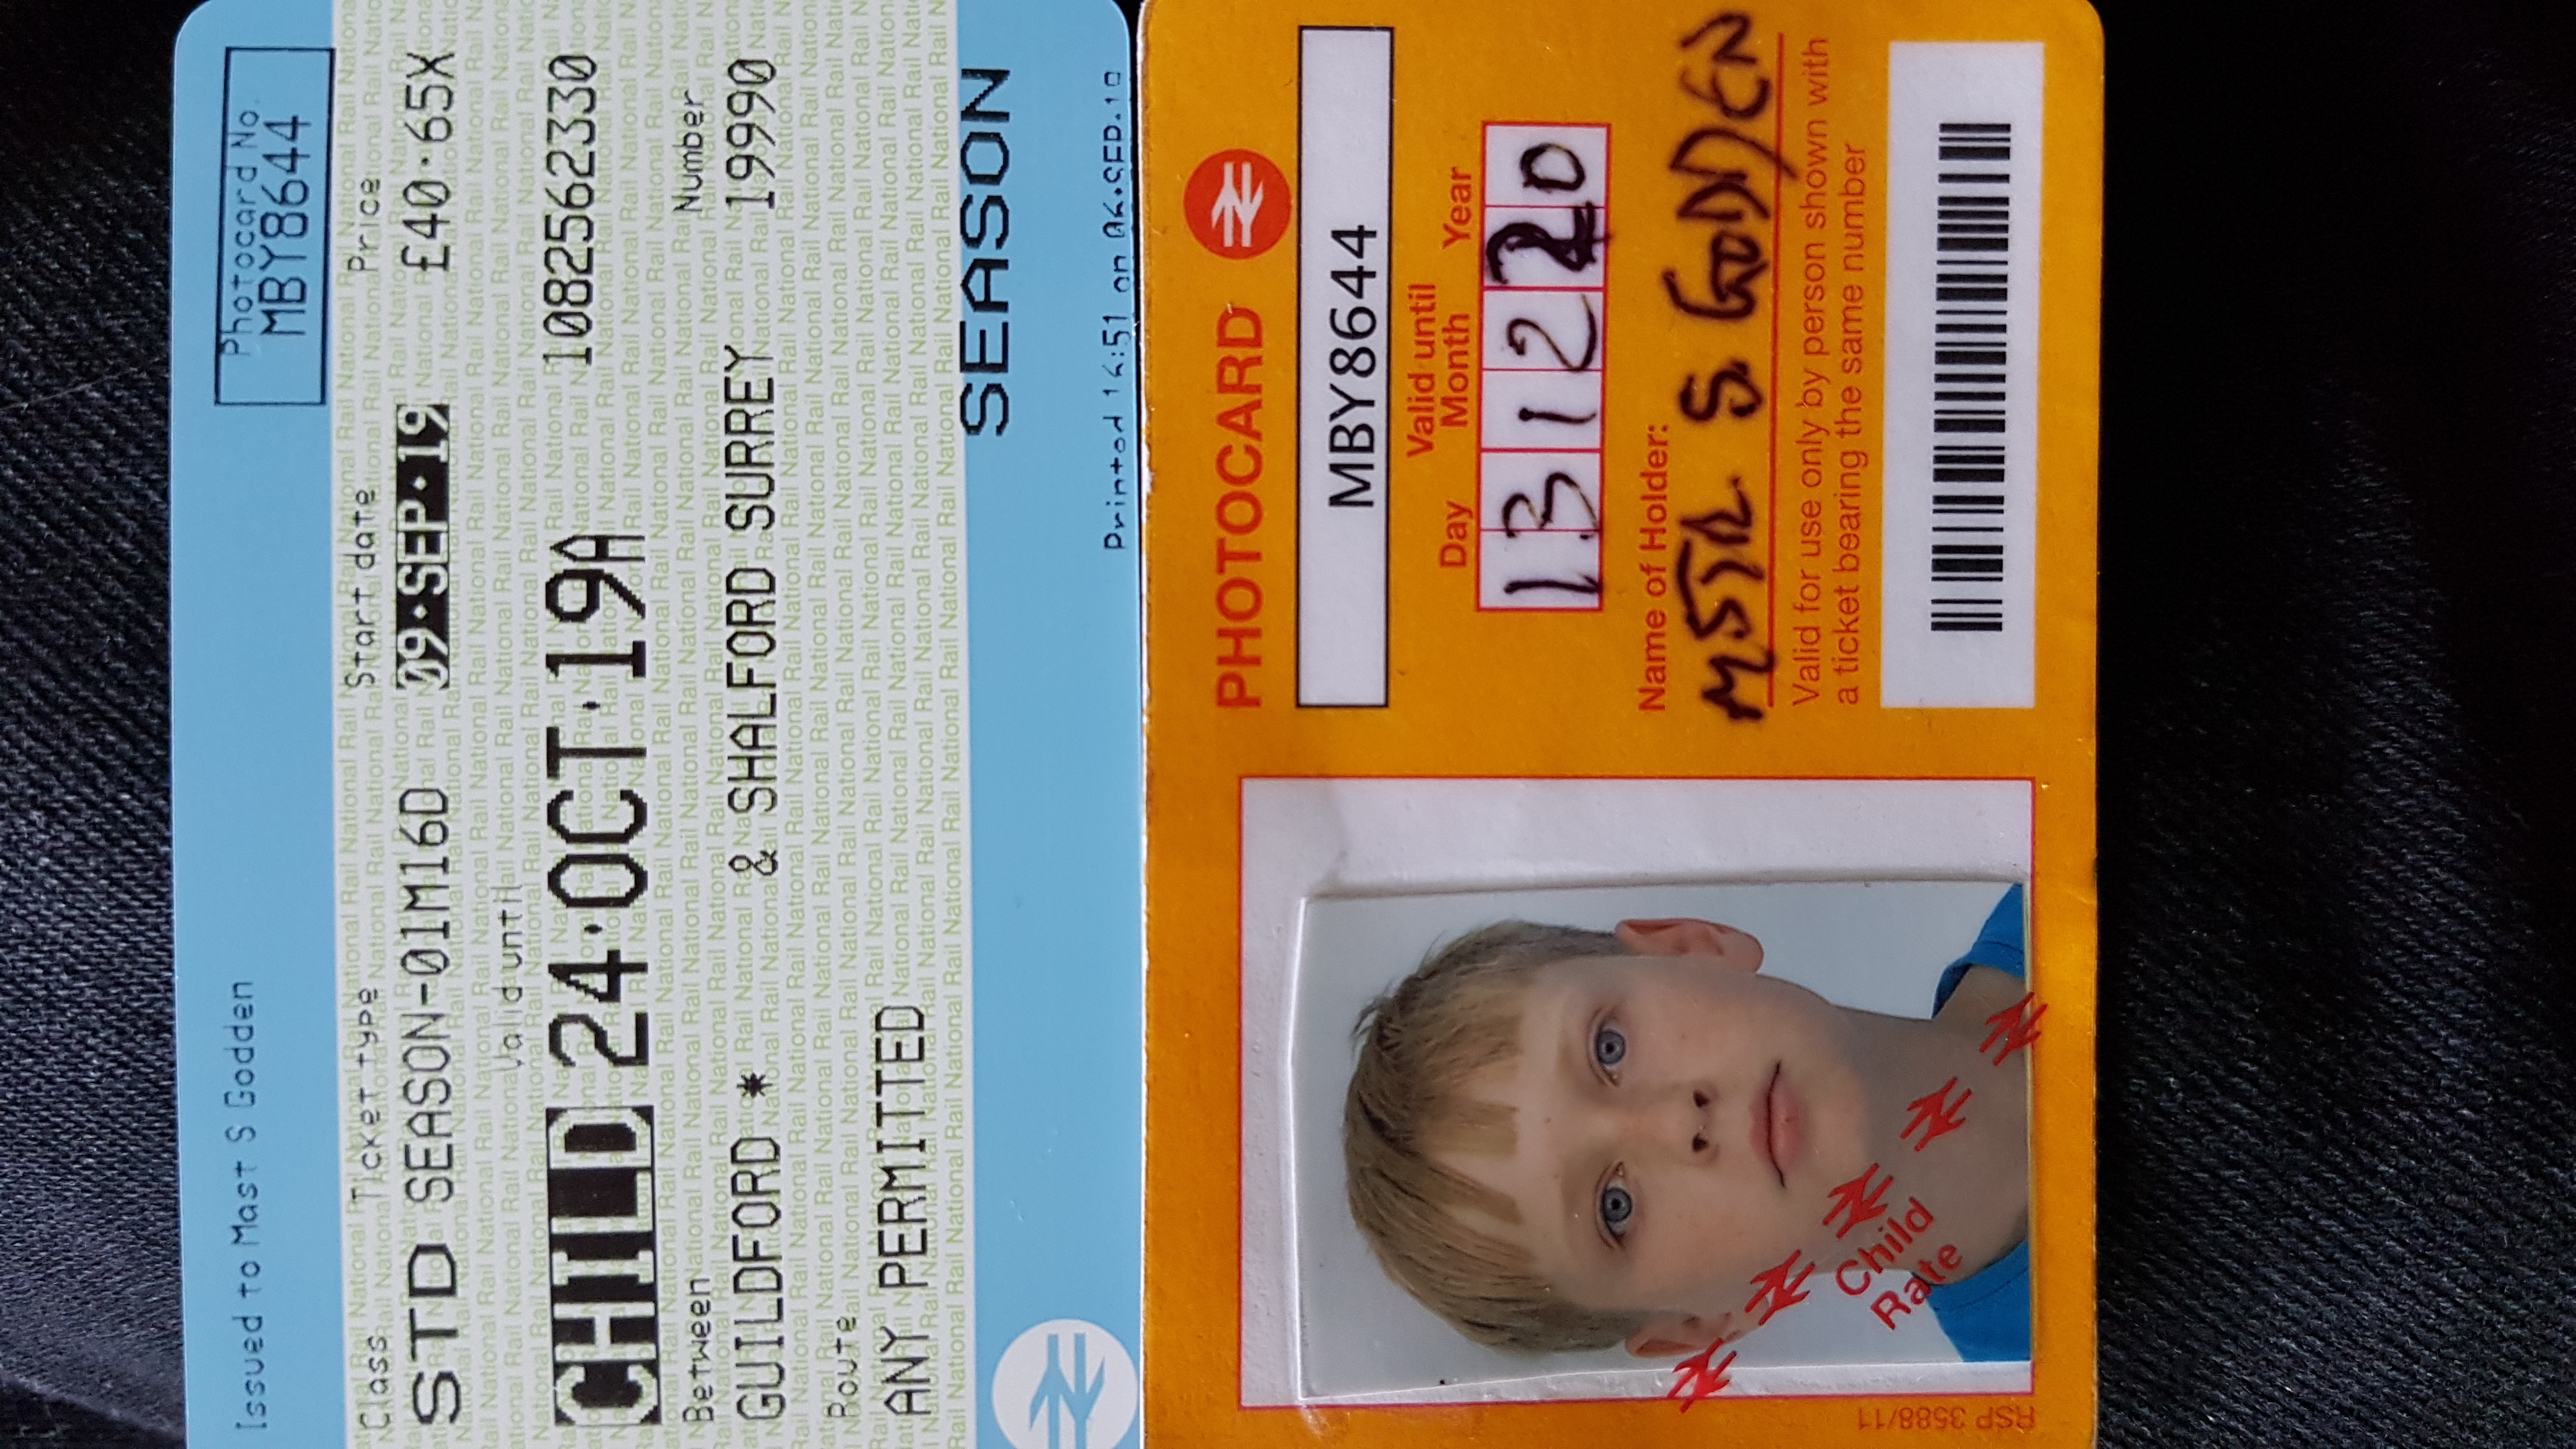 Issued to Mast S Godden
Photocard No.
MBY8644
Class Ticket type Start date Price
STD SEASON-01M16D 09·SEP·19 £40·65X
Valid until
CHILD 24·OCT·19A 1082562330
Between Number
GUILDFORD * & SHALFORD SURREY 19990
Route
ANY PERMITTED
SEASON
Printed 16:51 on 06·SEP·19
PHOTOCARD
MBY8644
Valid until
Day Month Year
13 12 20
Name of Holder:
MSTR. S. GODDEN
Valid for use only by person shown with
a ticket bearing the same number
Child
Rate
RSP 3588/11